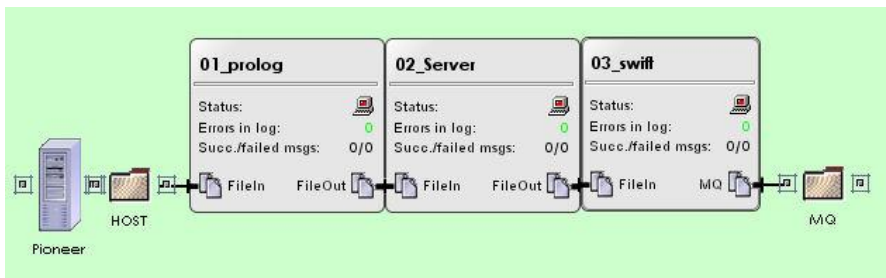 01_prolog
Status:
Errors in log: 0
Succ./failed msgs: 0/0
FileIn FileOut
02_Server
Status:
Errors in log: 0
Succ./failed msgs: 0/0
FileIn FileOut
03_swift
Status:
Errors in log: 0
Succ./failed msgs: 0/0
FileIn MQ
Pioneer
HOST
MQ